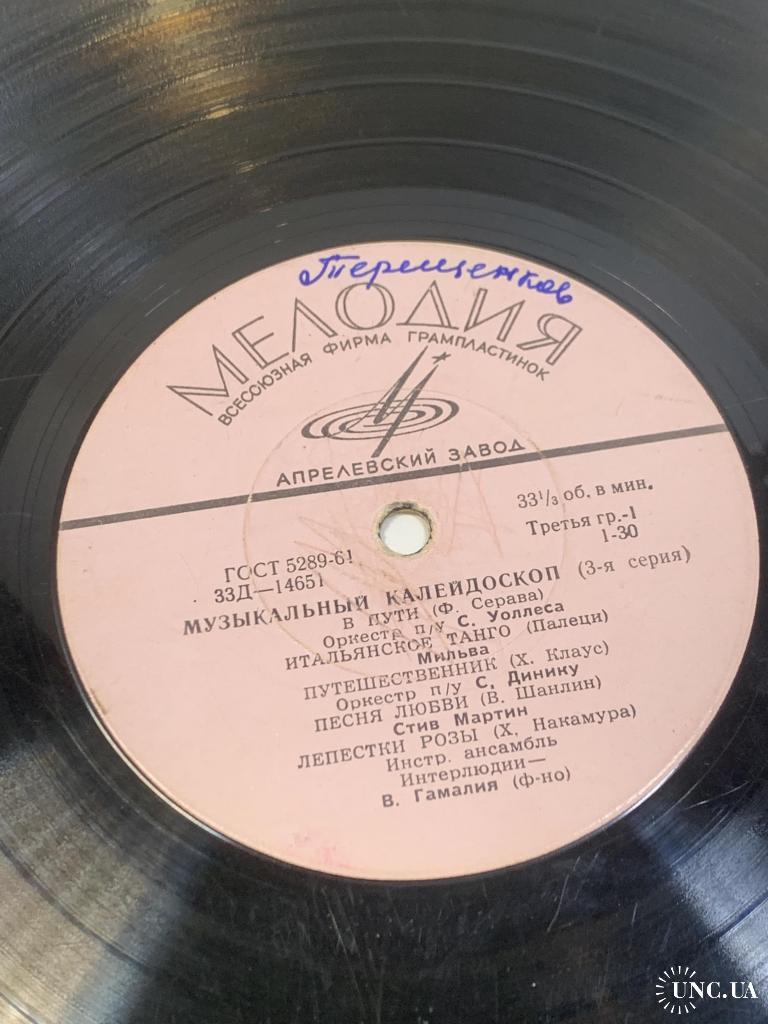 Терещенков
МЕЛОДИЯ
ВСЕСОЮЗНАЯ ФИРМА ГРАМПЛАСТИНОК
АПРЕЛЕВСКИЙ ЗАВОД
33⅓ об. в мин.
Третья гр.-1
1-30
ГОСТ 5289-61
33Д—14651
МУЗЫКАЛЬНЫЙ КАЛЕЙДОСКОП (3-я серия)
В ПУТИ (Ф. Серава)
Оркестр п/у С. Уоллеса
ИТАЛЬЯНСКОЕ ТАНГО (Палеци)
Мильва
ПУТЕШЕСТВЕННИК (Х. Клаус)
Оркестр п/у С, Динику
ПЕСНЯ ЛЮБВИ (В. Шанлин)
Стив Мартин
ЛЕПЕСТКИ РОЗЫ (Х. Накамура)
Инстр. ансамбль
Интерлюдии—
В. Гамалия (ф-но)
UNC.UA